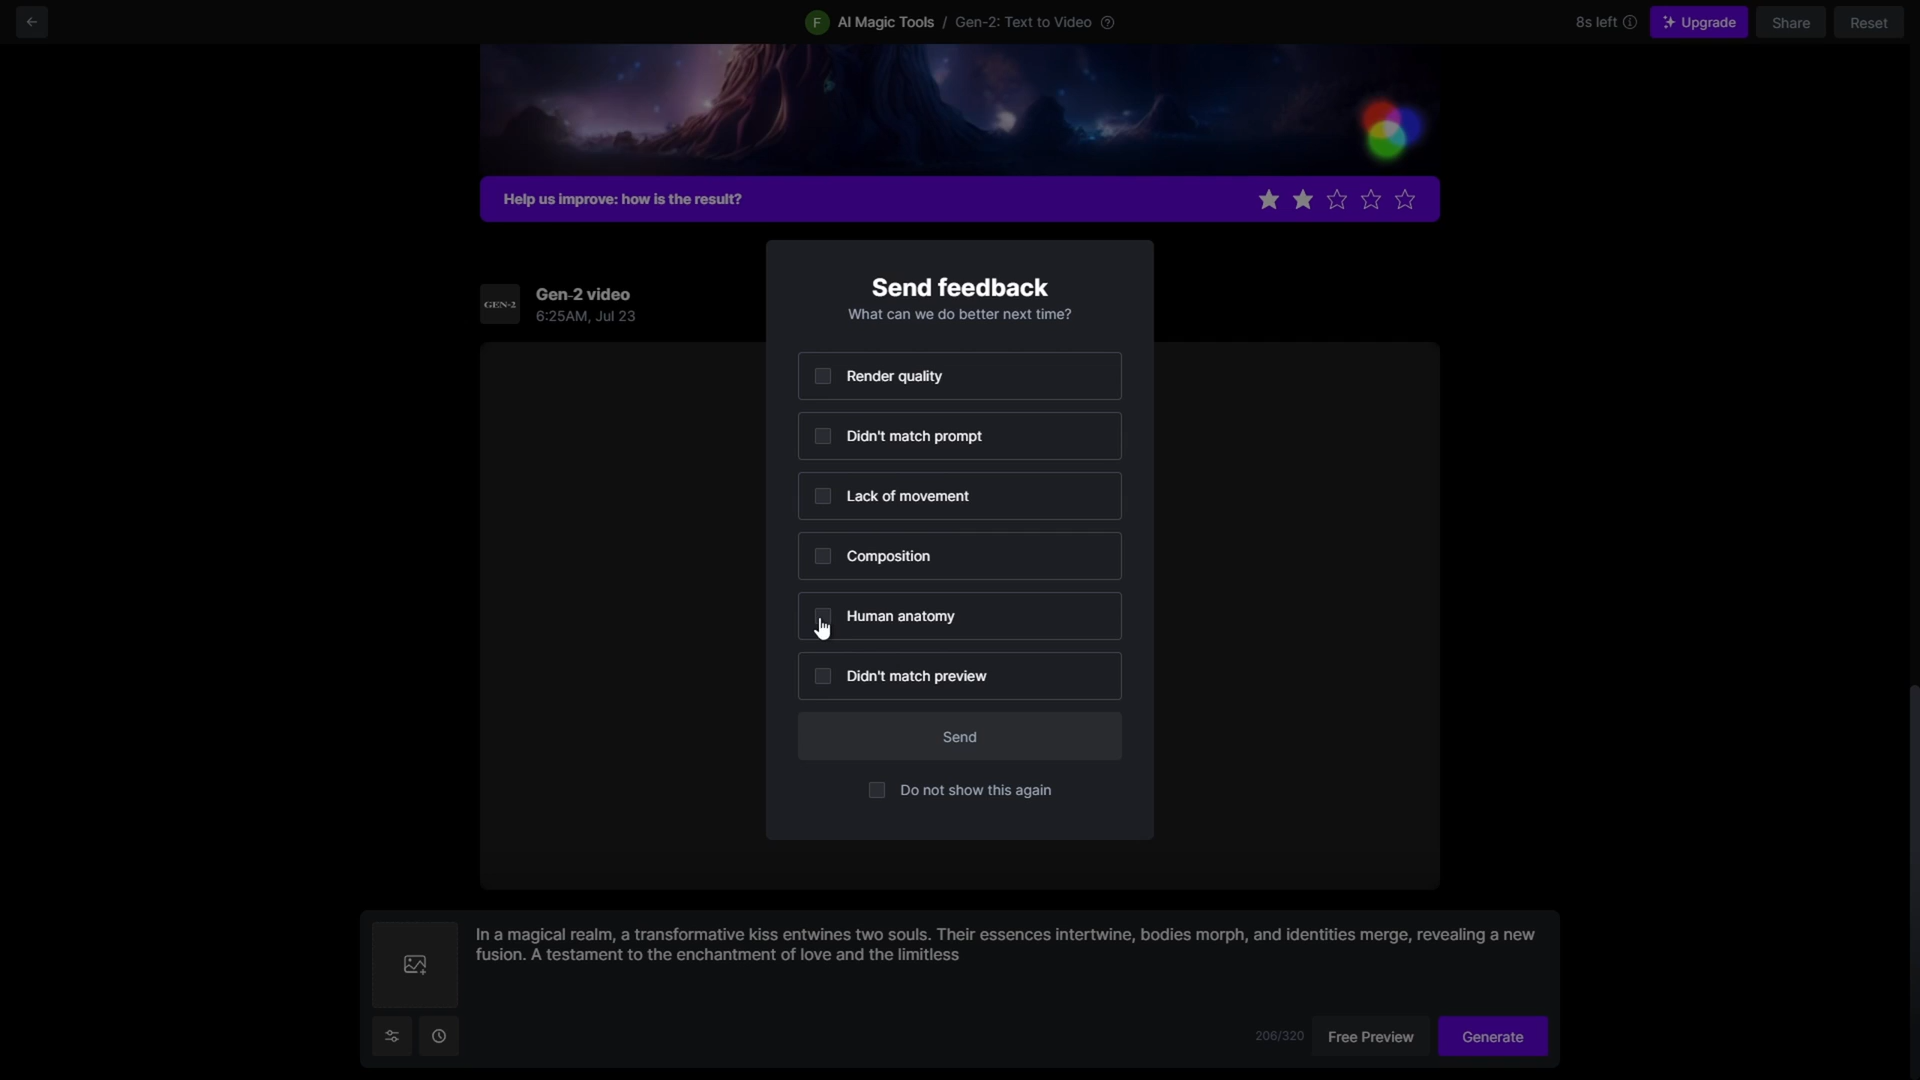 F AI Magic Tools / Gen-2: Text to Video
8s left
Upgrade
Share
Reset
Help us improve: how is the result?
GEN-2
Gen-2 video
6:25AM, Jul 23
Send feedback
What can we do better next time?
Render quality
Didn't match prompt
Lack of movement
Composition
Human anatomy
Didn't match preview
Send
Do not show this again
In a magical realm, a transformative kiss entwines two souls. Their essences intertwine, bodies morph, and identities merge, revealing a new
fusion. A testament to the enchantment of love and the limitless
206/320
Free Preview
Generate